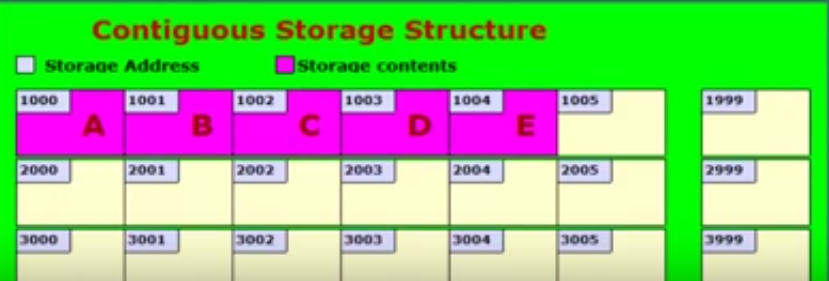 Contiguous Storage Structure
Storage Address Storage contents
1000 1001 1002 1003 1004 1005 1999
A B C D E
2000 2001 2002 2003 2004 2005 2999
3000 3001 3002 3003 3004 3005 3999